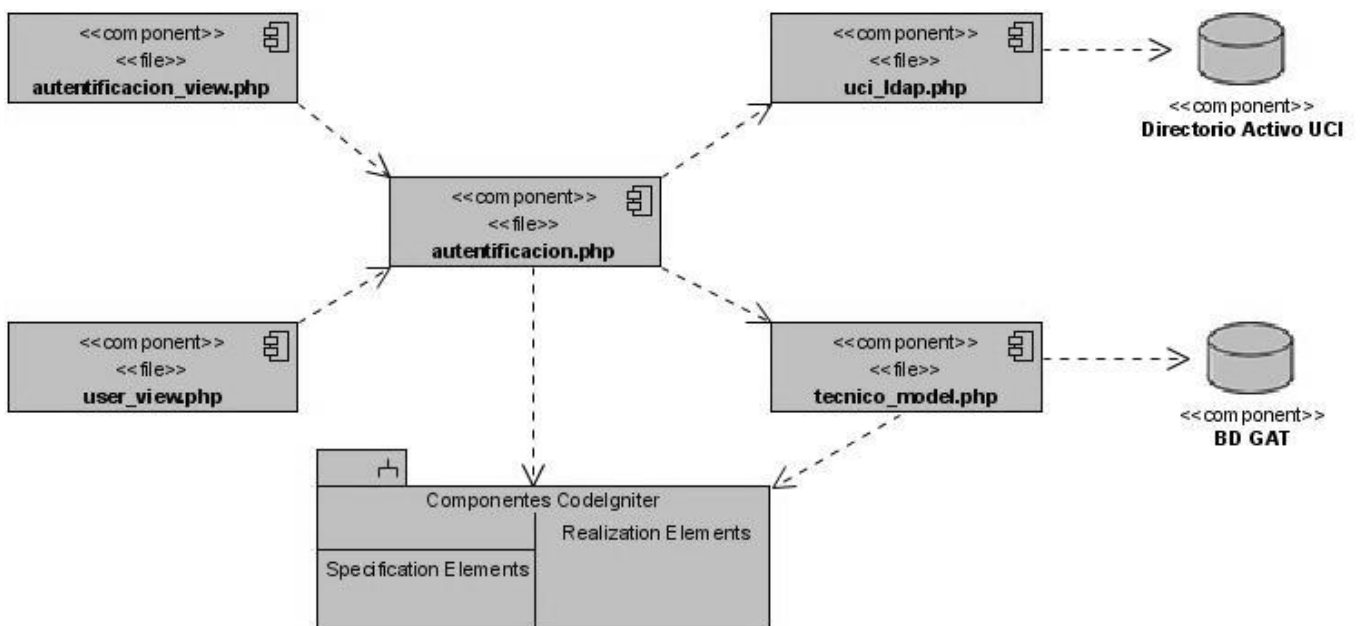 <<component>>
<<file>>
autentificacion_view.php
<<component>>
<<file>>
uci_ldap.php
<<component>>
Directorio Activo UCI
<<component>>
<<file>>
autentificacion.php
<<component>>
<<file>>
user_view.php
<<component>>
<<file>>
tecnico_model.php
<<component>>
BD GAT
Componentes CodeIgniter
Realization Elements
Specification Elements